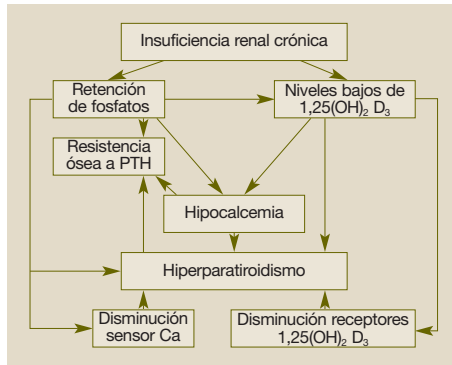 Insuficiencia renal crónica
Retención
de fosfatos
Niveles bajos de
1,25(OH)₂ D₃
Resistencia
ósea a PTH
Hipocalcemia
Hiperparatiroidismo
Disminución
sensor Ca
Disminución receptores
1,25(OH)₂ D₃